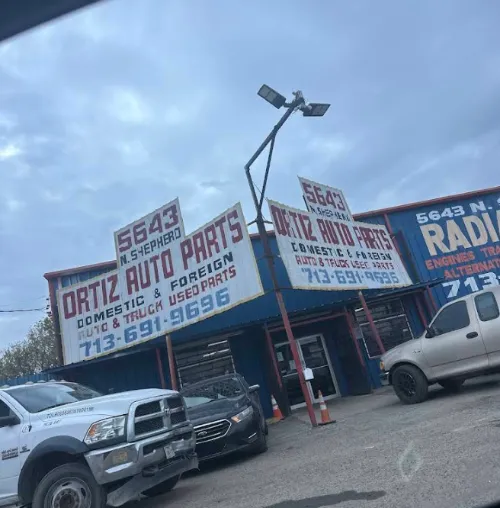 5643
N. SHEPHERD
ORTIZ AUTO PARTS
DOMESTIC & FOREIGN
AUTO & TRUCK USED PARTS
713-691-9696
5643
N. SHEPHERD
ORTIZ AUTO PARTS
DOMESTIC & FOREIGN
AUTO & TRUCK USED PARTS
713-691-9696
5643 N.
RADIA
ENGINES TRA
ALTERNAT
713